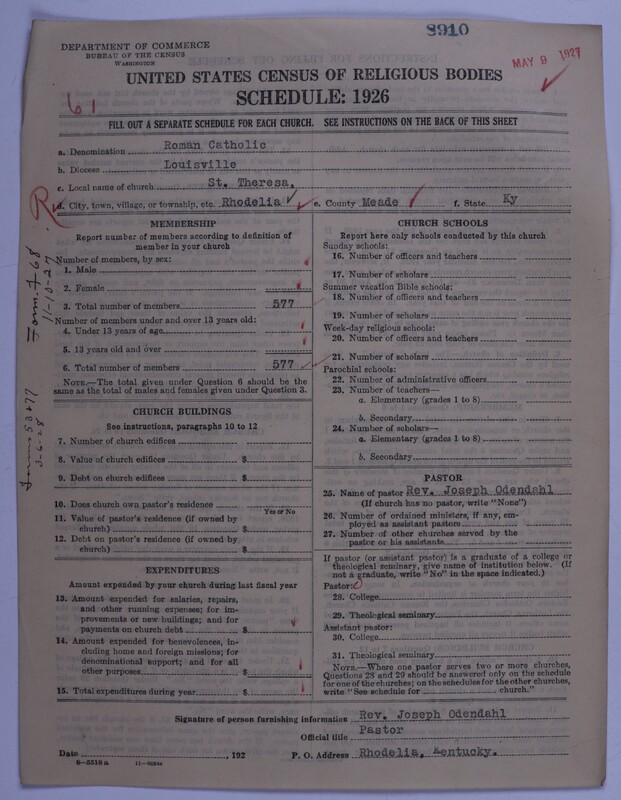 8910
DEPARTMENT OF COMMERCE
BUREAU OF THE CENSUS
WASHINGTON
MAY 9 1927
UNITED STATES CENSUS OF RELIGIOUS BODIES
SCHEDULE: 1926
61
FILL OUT A SEPARATE SCHEDULE FOR EACH CHURCH. SEE INSTRUCTIONS ON THE BACK OF THIS SHEET
a. Denomination Roman Catholic
b. Diocese Louisville
c. Local name of church St. Theresa.
R
d. City, town, village, or township, etc. Rhodelia e. County Meade f. State Ky
Form 7-68
11-10-27
3-6-28
MEMBERSHIP
Report number of members according to definition of
member in your church
Number of members, by sex:
1. Male
2. Female
3. Total number of members 577
Number of members under and over 13 years old:
4. Under 13 years of age
5. 13 years old and over
6. Total number of members 577
NOTE.—The total given under Question 6 should be the
same as the total of males and females given under Question 3.
CHURCH BUILDINGS
See instructions, paragraphs 10 to 12
7. Number of church edifices
8. Value of church edifices $
9. Debt on church edifices $
10. Does church own pastor's residence
Yes or No
11. Value of pastor's residence (if owned by
church) $
12. Debt on pastor's residence (if owned by
church) $
EXPENDITURES
Amount expended by your church during last fiscal year
13. Amount expended for salaries, repairs,
and other running expenses; for im-
provements or new buildings; and for
payments on church debt $
14. Amount expended for benevolences, in-
cluding home and foreign missions; for
denominational support; and for all
other purposes $
15. Total expenditures during year $
CHURCH SCHOOLS
Report here only schools conducted by this church
Sunday schools:
16. Number of officers and teachers
17. Number of scholars
Summer vacation Bible schools:
18. Number of officers and teachers
19. Number of scholars
Week-day religious schools:
20. Number of officers and teachers
21. Number of scholars
Parochial schools:
22. Number of administrative officers
23. Number of teachers—
a. Elementary (grades 1 to 8)
b. Secondary
24. Number of scholars—
a. Elementary (grades 1 to 8)
b. Secondary
PASTOR
25. Name of pastor Rev. Joseph Odendahl
(If church has no pastor, write "None")
26. Number of ordained ministers, if any, em-
ployed as assistant pastors
27. Number of other churches served by the
pastor or his assistants
If pastor (or assistant pastor) is a graduate of a college or
theological seminary, give name of institution below. (If
not a graduate, write "No" in the space indicated.)
Pastor:
28. College
29. Theological seminary
Assistant pastor:
30. College
31. Theological seminary
NOTE.—Where one pastor serves two or more churches,
Questions 28 and 29 should be answered only on the schedule
for one of the churches; on the schedules for the other churches,
write "See schedule for church."
Signature of person furnishing information Rev. Joseph Odendahl
Official title Pastor
Date , 192 P. O. Address Rhodelia, Kentucky.
8—5518 a